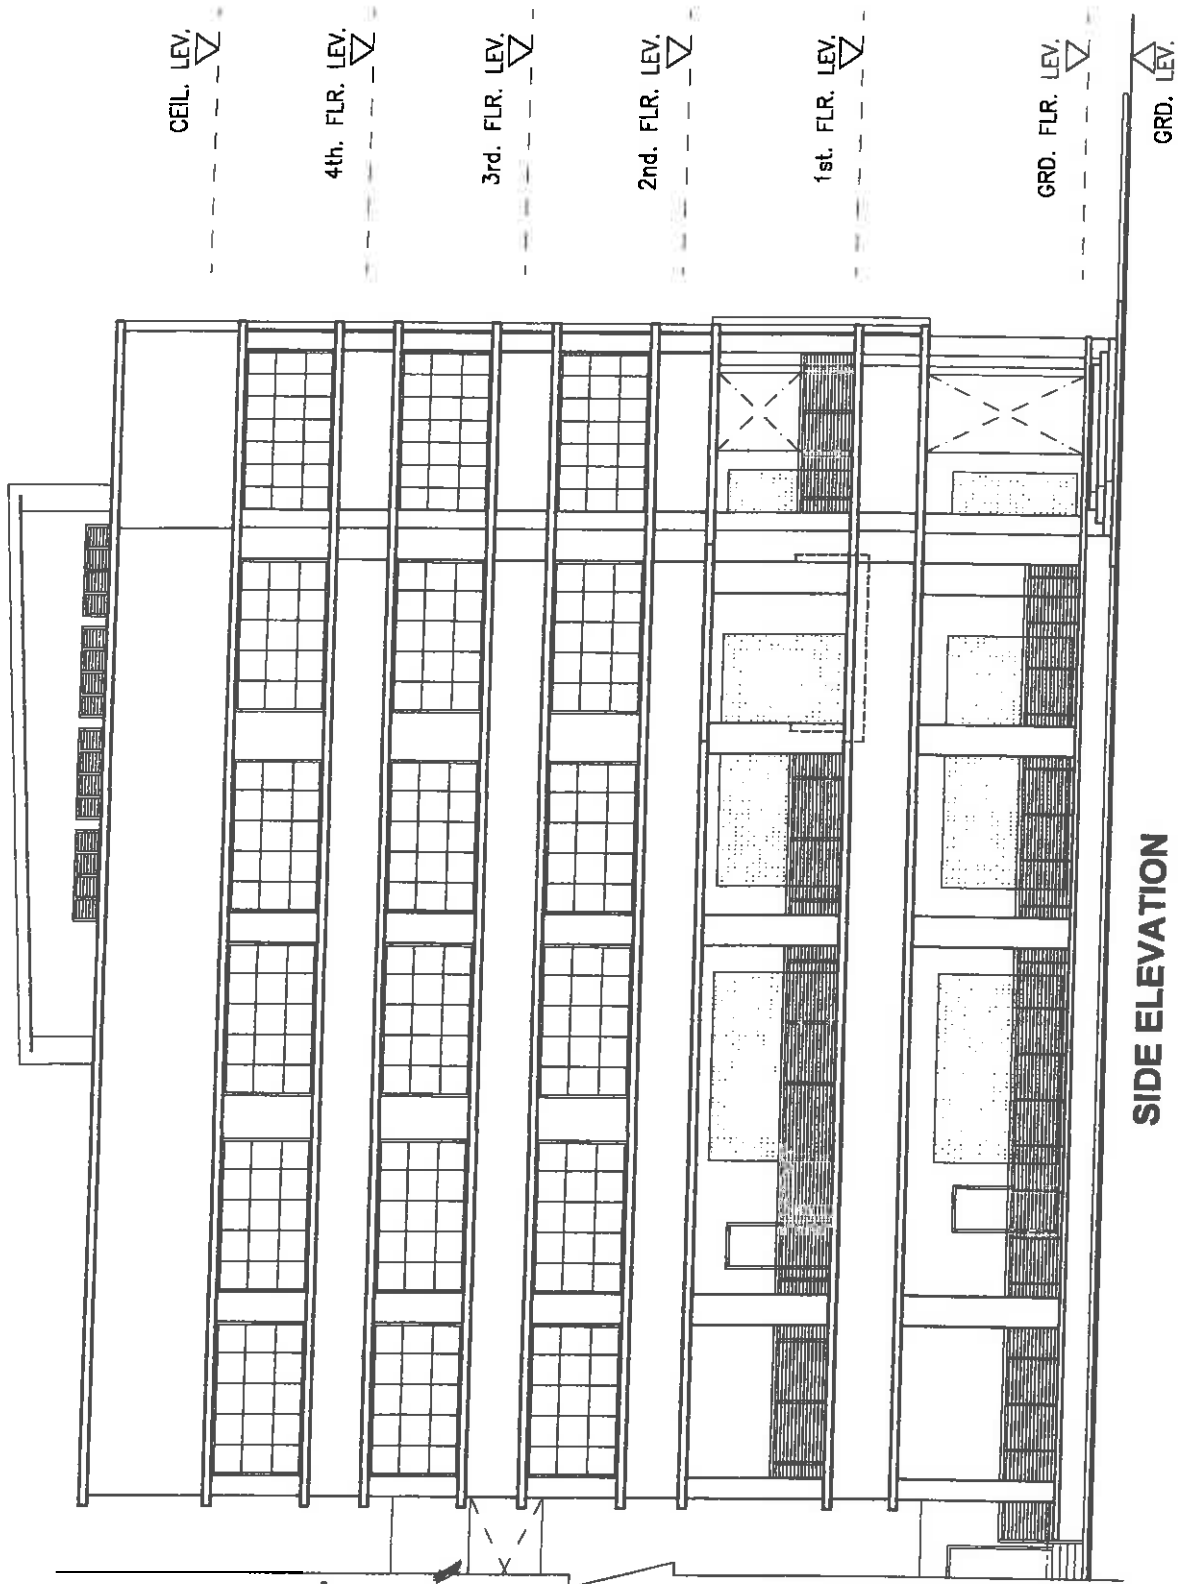 CEIL. LEV.
4th. FLR. LEV.
3rd. FLR. LEV.
2nd. FLR. LEV.
1st. FLR. LEV.
GRD. FLR. LEV.
GRD. LEV.
SIDE ELEVATION